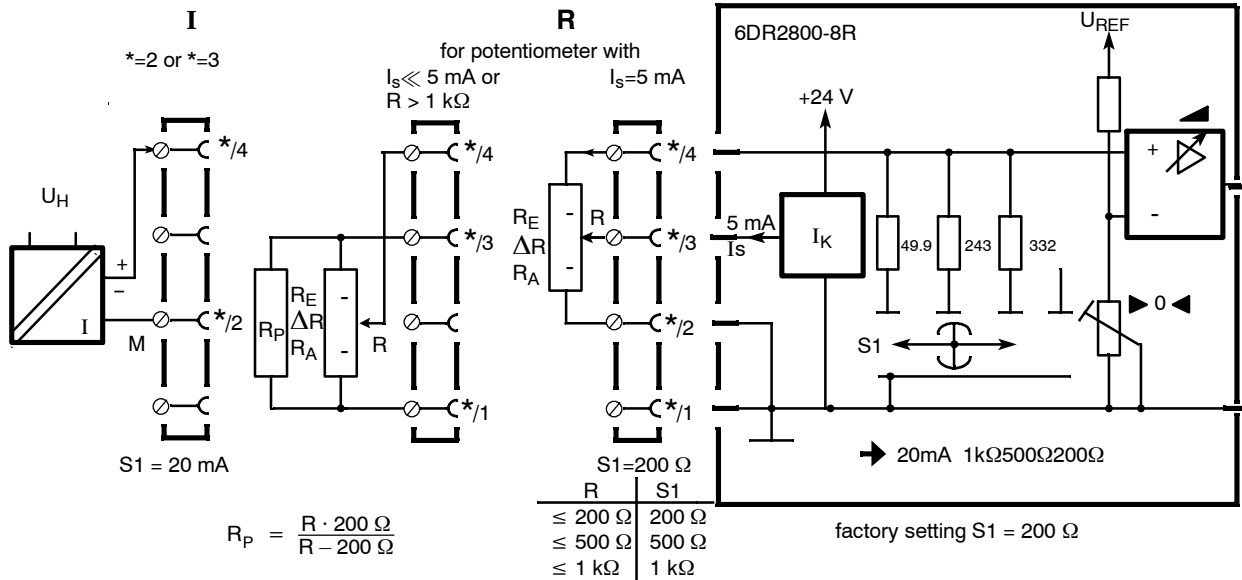 I
*=2 or *=3
R
for potentiometer with
Is≪ 5 mA or
R > 1 kΩ
Is=5 mA
6DR2800-8R
UREF
+24 V
*/4
*/4
*/4
+
-
UH
5 mA
Is
IK
49.9
243
332
+
−
I
M
*/2
RP
RE
ΔR
RA
-
-
R
*/3
*/1
RE
ΔR
RA
-
-
R
*/3
*/2
*/1
0
S1
20mA 1kΩ500Ω200Ω
S1 = 20 mA
S1=200 Ω
R S1
≤ 200 Ω 200 Ω
≤ 500 Ω 500 Ω
≤ 1 kΩ 1 kΩ
RP = R · 200 Ω
R − 200 Ω
factory setting S1 = 200 Ω